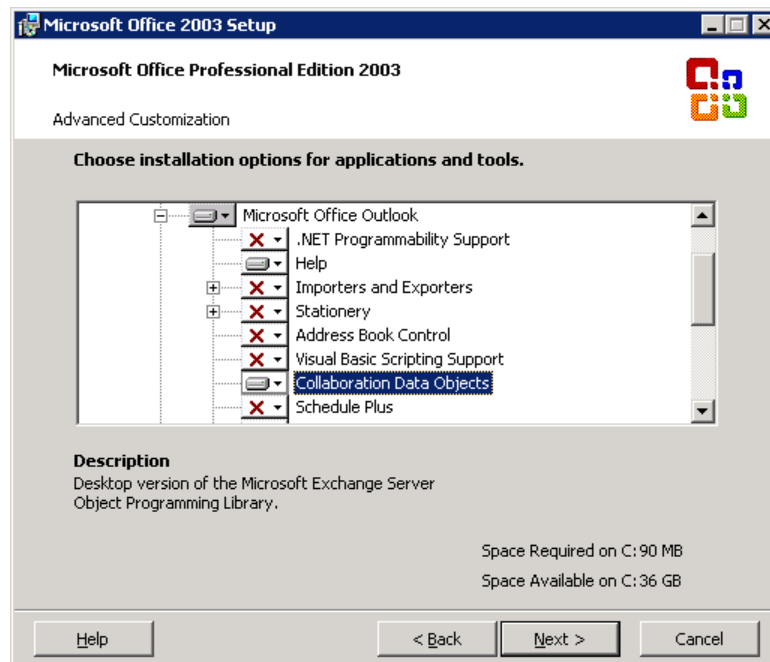 Microsoft Office 2003 Setup
Microsoft Office Professional Edition 2003
Advanced Customization
Choose installation options for applications and tools.
Microsoft Office Outlook
.NET Programmability Support
Help
Importers and Exporters
Stationery
Address Book Control
Visual Basic Scripting Support
Collaboration Data Objects
Schedule Plus
Description
Desktop version of the Microsoft Exchange Server
Object Programming Library.
Space Required on C: 90 MB
Space Available on C: 36 GB
Help < Back Next > Cancel